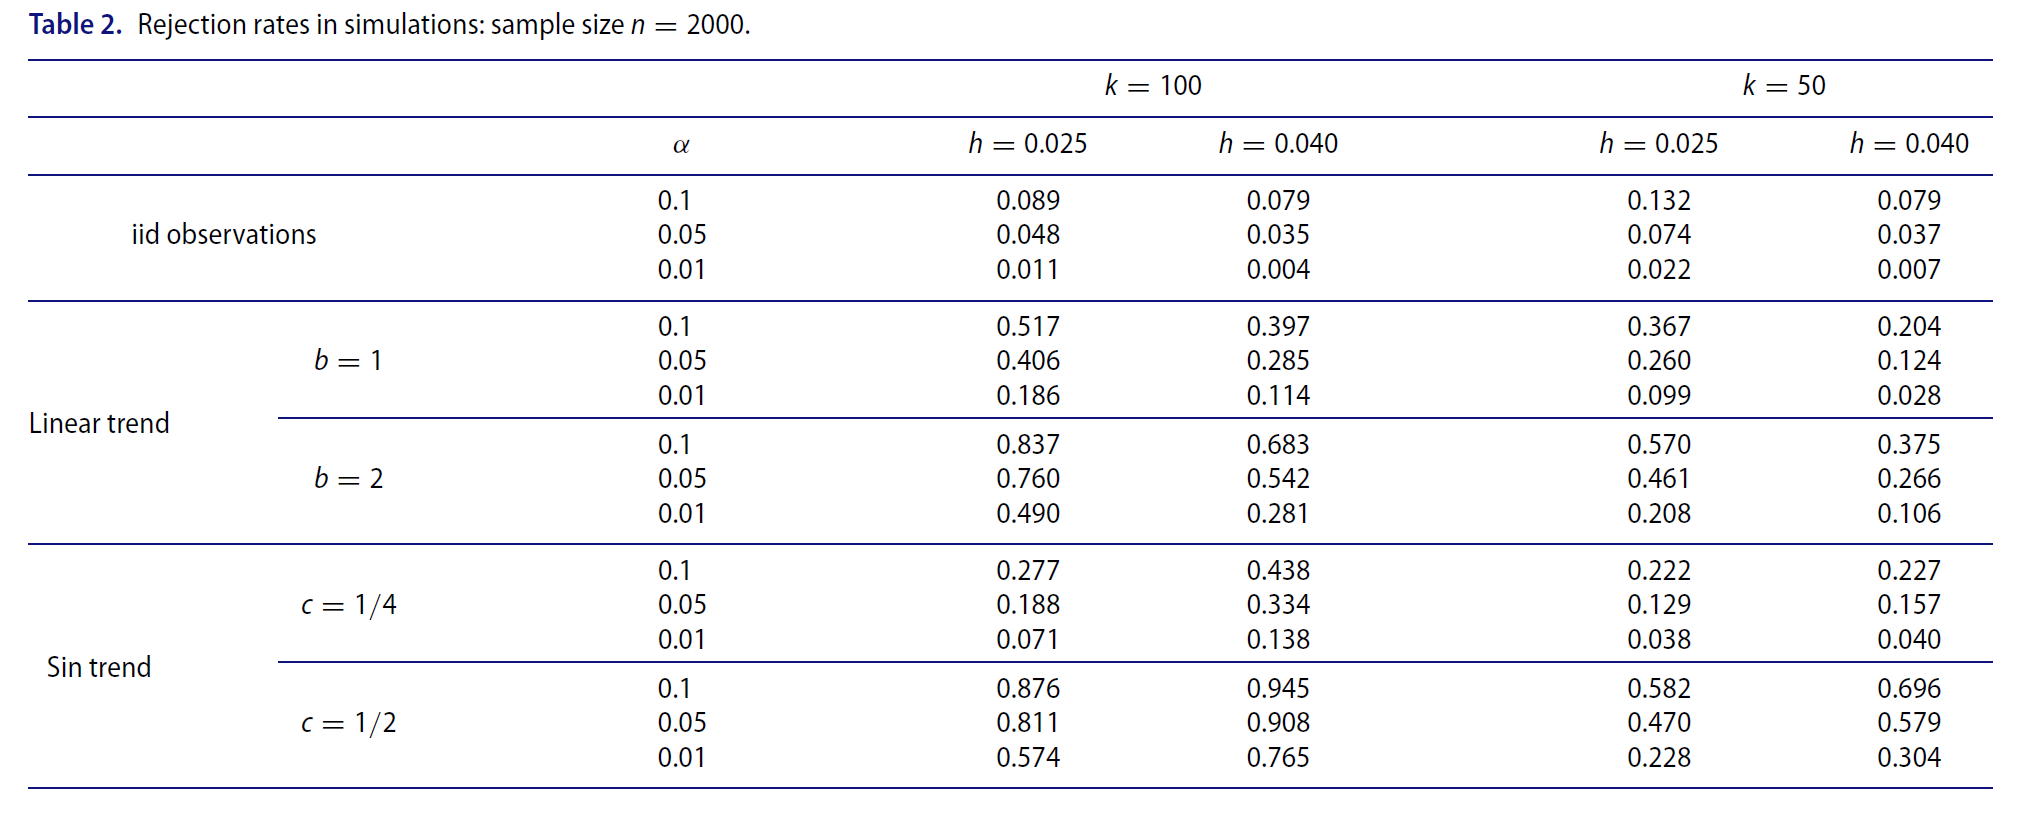 Table 2. Rejection rates in simulations: sample size n = 2000.
k = 100 k = 50
α h = 0.025 h = 0.040 h = 0.025 h = 0.040
0.1 0.089 0.079 0.132 0.079
iid observations 0.05 0.048 0.035 0.074 0.037
0.01 0.011 0.004 0.022 0.007
0.1 0.517 0.397 0.367 0.204
b = 1 0.05 0.406 0.285 0.260 0.124
0.01 0.186 0.114 0.099 0.028
Linear trend
0.1 0.837 0.683 0.570 0.375
b = 2 0.05 0.760 0.542 0.461 0.266
0.01 0.490 0.281 0.208 0.106
0.1 0.277 0.438 0.222 0.227
c = 1/4 0.05 0.188 0.334 0.129 0.157
0.01 0.071 0.138 0.038 0.040
Sin trend
0.1 0.876 0.945 0.582 0.696
c = 1/2 0.05 0.811 0.908 0.470 0.579
0.01 0.574 0.765 0.228 0.304